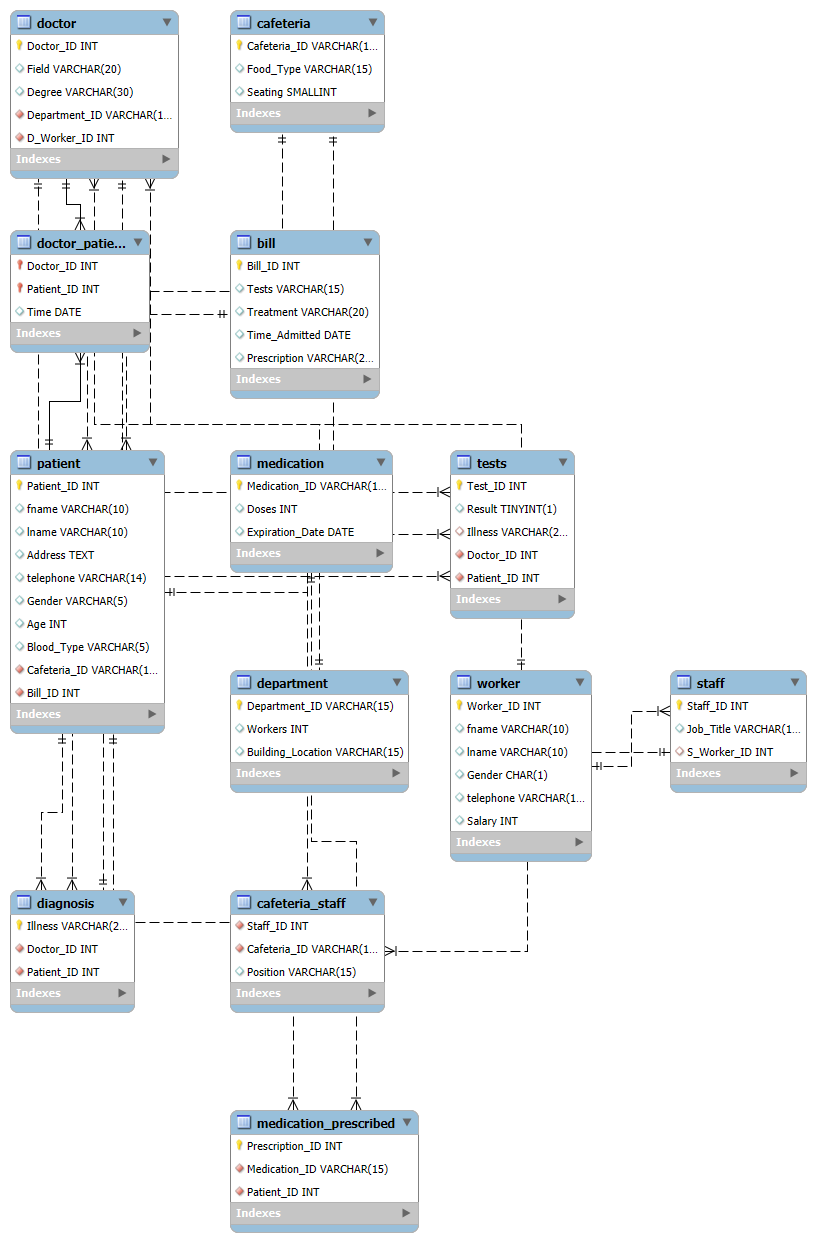 doctor
Doctor_ID INT
Field VARCHAR(20)
Degree VARCHAR(30)
Department_ID VARCHAR(1...
D_Worker_ID INT
Indexes
cafeteria
Cafeteria_ID VARCHAR(1...
Food_Type VARCHAR(15)
Seating SMALLINT
Indexes
doctor_patie...
Doctor_ID INT
Patient_ID INT
Time DATE
Indexes
bill
Bill_ID INT
Tests VARCHAR(15)
Treatment VARCHAR(20)
Time_Admitted DATE
Prescription VARCHAR(2...
Indexes
patient
Patient_ID INT
fname VARCHAR(10)
lname VARCHAR(10)
Address TEXT
telephone VARCHAR(14)
Gender VARCHAR(5)
Age INT
Blood_Type VARCHAR(5)
Cafeteria_ID VARCHAR(1...
Bill_ID INT
Indexes
medication
Medication_ID VARCHAR(1...
Doses INT
Expiration_Date DATE
Indexes
tests
Test_ID INT
Result TINYINT(1)
Illness VARCHAR(2...
Doctor_ID INT
Patient_ID INT
Indexes
department
Department_ID VARCHAR(15)
Workers INT
Building_Location VARCHAR(15)
Indexes
worker
Worker_ID INT
fname VARCHAR(10)
lname VARCHAR(10)
Gender CHAR(1)
telephone VARCHAR(1...
Salary INT
Indexes
staff
Staff_ID INT
Job_Title VARCHAR(1...
S_Worker_ID INT
Indexes
diagnosis
Illness VARCHAR(2...
Doctor_ID INT
Patient_ID INT
Indexes
cafeteria_staff
Staff_ID INT
Cafeteria_ID VARCHAR(1...
Position VARCHAR(15)
Indexes
medication_prescribed
Prescription_ID INT
Medication_ID VARCHAR(15)
Patient_ID INT
Indexes